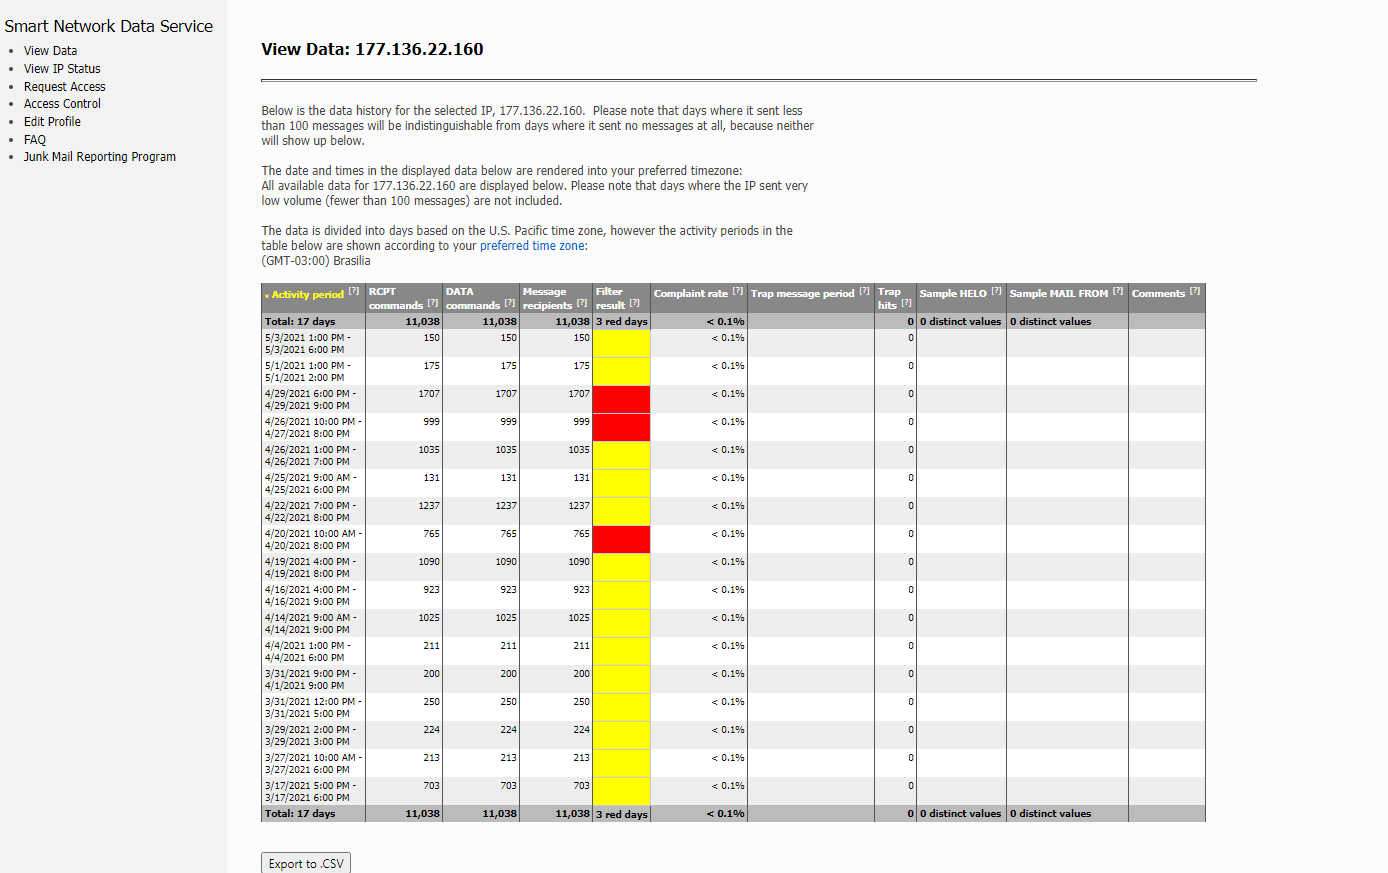 Smart Network Data Service
View Data
View IP Status
Request Access
Access Control
Edit Profile
FAQ
Junk Mail Reporting Program
View Data: 177.136.22.160
Below is the data history for the selected IP, 177.136.22.160. Please note that days where it sent less
than 100 messages will be indistinguishable from days where it sent no messages at all, because neither
will show up below.
The date and times in the displayed data below are rendered into your preferred timezone:
All available data for 177.136.22.160 are displayed below. Please note that days where the IP sent very
low volume (fewer than 100 messages) are not included.
The data is divided into days based on the U.S. Pacific time zone, however the activity periods in the
table below are shown according to your preferred time zone:
(GMT-03:00) Brasilia
Activity period [?] RCPT commands [?] DATA commands [?] Message recipients [?] Filter result [?] Complaint rate [?] Trap message period [?] Trap hits [?] Sample HELO [?] Sample MAIL FROM [?] Comments [?]
Total: 17 days 11,038 11,038 11,038 3 red days < 0.1% 0 0 distinct values 0 distinct values
5/3/2021 1:00 PM - 150 150 150 < 0.1% 0
5/3/2021 6:00 PM
5/1/2021 1:00 PM - 175 175 175 < 0.1% 0
5/1/2021 2:00 PM
4/29/2021 6:00 PM - 1707 1707 1707 < 0.1% 0
4/29/2021 9:00 PM
4/26/2021 10:00 PM - 999 999 999 < 0.1% 0
4/27/2021 8:00 PM
4/26/2021 1:00 PM - 1035 1035 1035 < 0.1% 0
4/26/2021 7:00 PM
4/25/2021 9:00 AM - 131 131 131 < 0.1% 0
4/25/2021 6:00 PM
4/22/2021 7:00 PM - 1237 1237 1237 < 0.1% 0
4/22/2021 8:00 PM
4/20/2021 10:00 AM - 765 765 765 < 0.1% 0
4/20/2021 8:00 PM
4/19/2021 4:00 PM - 1090 1090 1090 < 0.1% 0
4/19/2021 8:00 PM
4/16/2021 4:00 PM - 923 923 923 < 0.1% 0
4/16/2021 9:00 PM
4/14/2021 9:00 AM - 1025 1025 1025 < 0.1% 0
4/14/2021 9:00 PM
4/4/2021 1:00 PM - 211 211 211 < 0.1% 0
4/4/2021 6:00 PM
3/31/2021 9:00 PM - 200 200 200 < 0.1% 0
4/1/2021 9:00 PM
3/31/2021 12:00 PM - 250 250 250 < 0.1% 0
3/31/2021 5:00 PM
3/29/2021 2:00 PM - 224 224 224 < 0.1% 0
3/29/2021 3:00 PM
3/27/2021 10:00 AM - 213 213 213 < 0.1% 0
3/27/2021 6:00 PM
3/17/2021 5:00 PM - 703 703 703 < 0.1% 0
3/17/2021 6:00 PM
Total: 17 days 11,038 11,038 11,038 3 red days < 0.1% 0 0 distinct values 0 distinct values
Export to .CSV